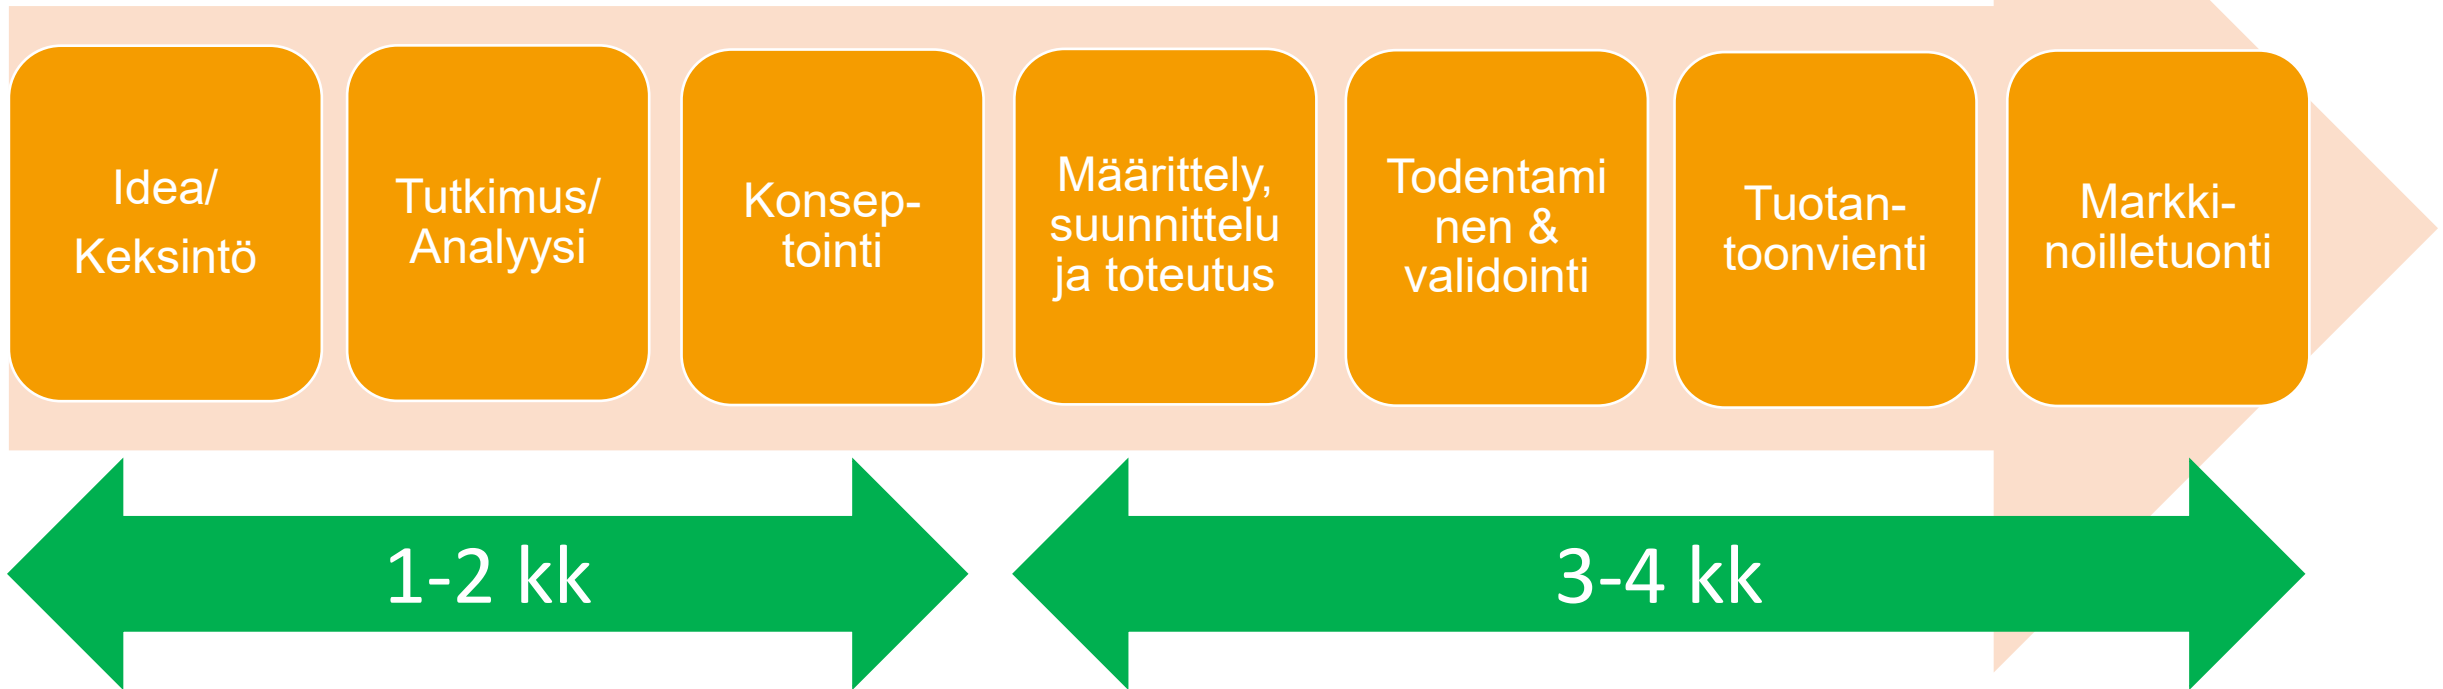 Idea/
Keksintö
Tutkimus/
Analyysi
Konsep-
tointi
Määrittely,
suunnittelu
ja toteutus
Todentami
nen &
validointi
Tuotan-
toonvienti
Markki-
noilletuonti
1-2 kk
3-4 kk